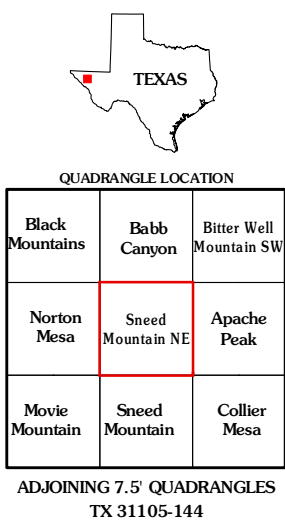 TEXAS
QUADRANGLE LOCATION
Black
Mountains
Babb
Canyon
Bitter Well
Mountain SW
Norton
Mesa
Sneed
Mountain NE
Apache
Peak
Movie
Mountain
Sneed
Mountain
Collier
Mesa
ADJOINING 7.5' QUADRANGLES
TX 31105-144